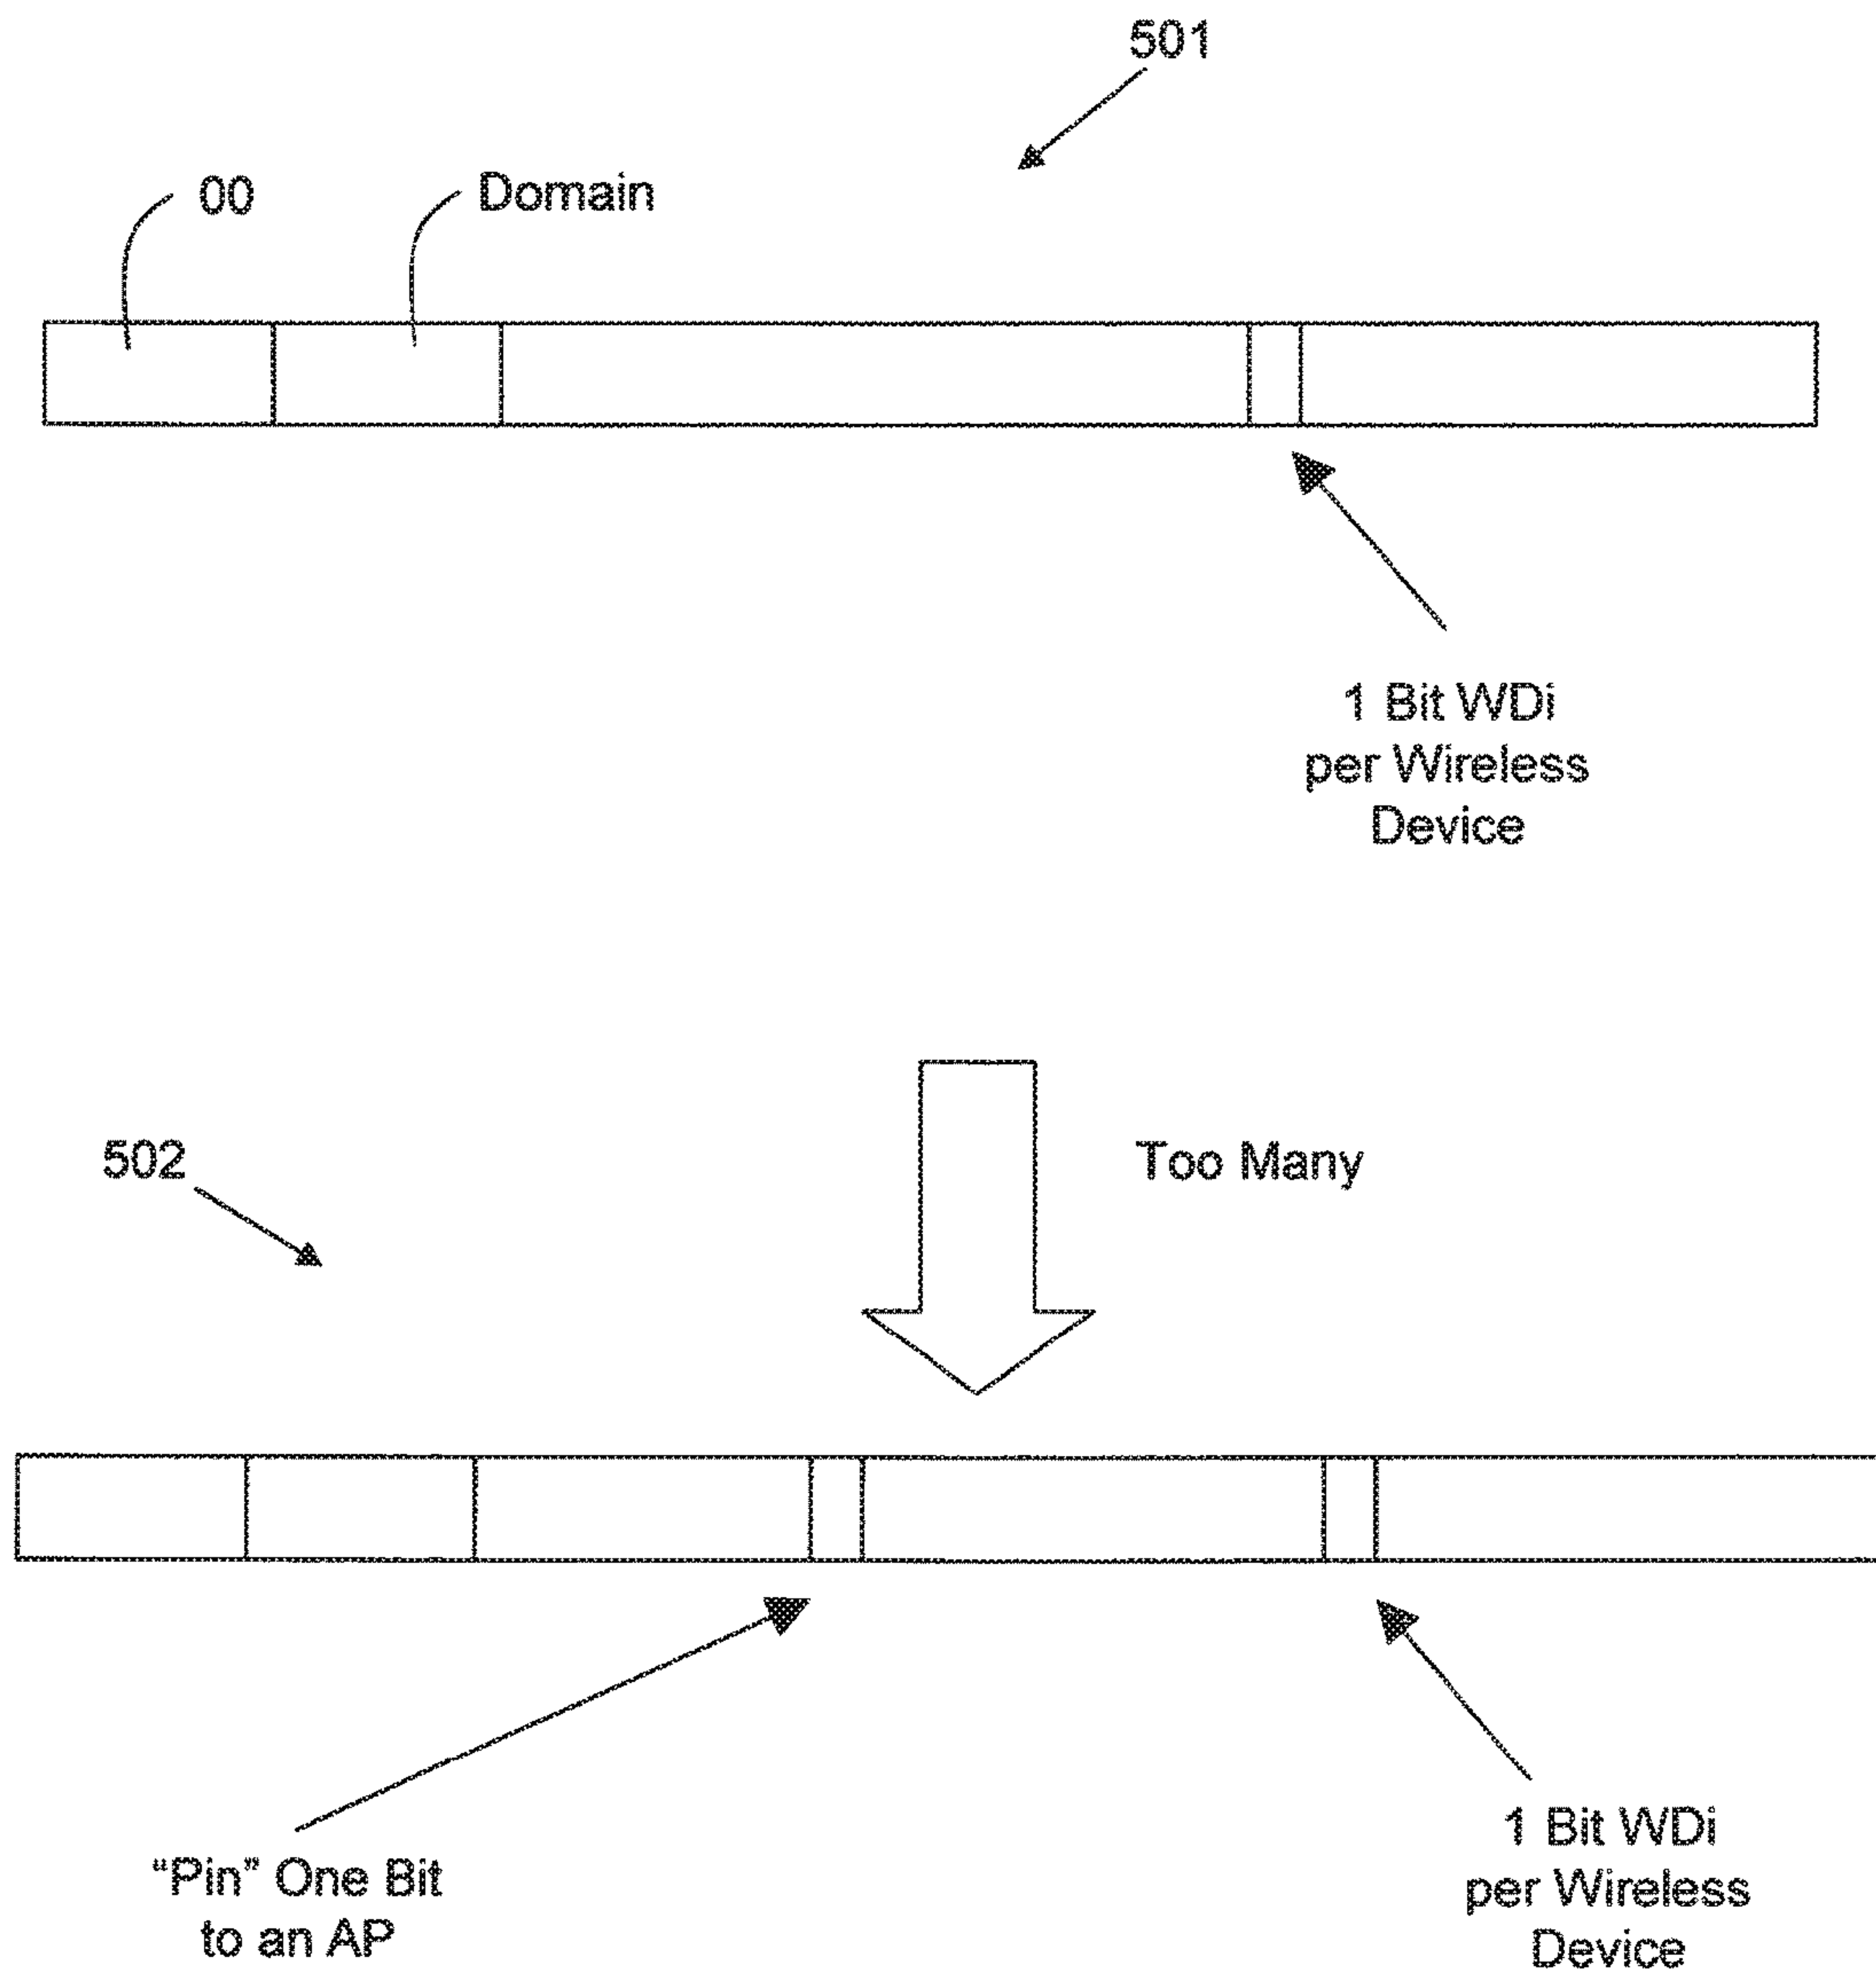 501
00
Domain
1 Bit WDi
per Wireless
Device
502
Too Many
“Pin” One Bit
to an AP
1 Bit WDi
per Wireless
Device